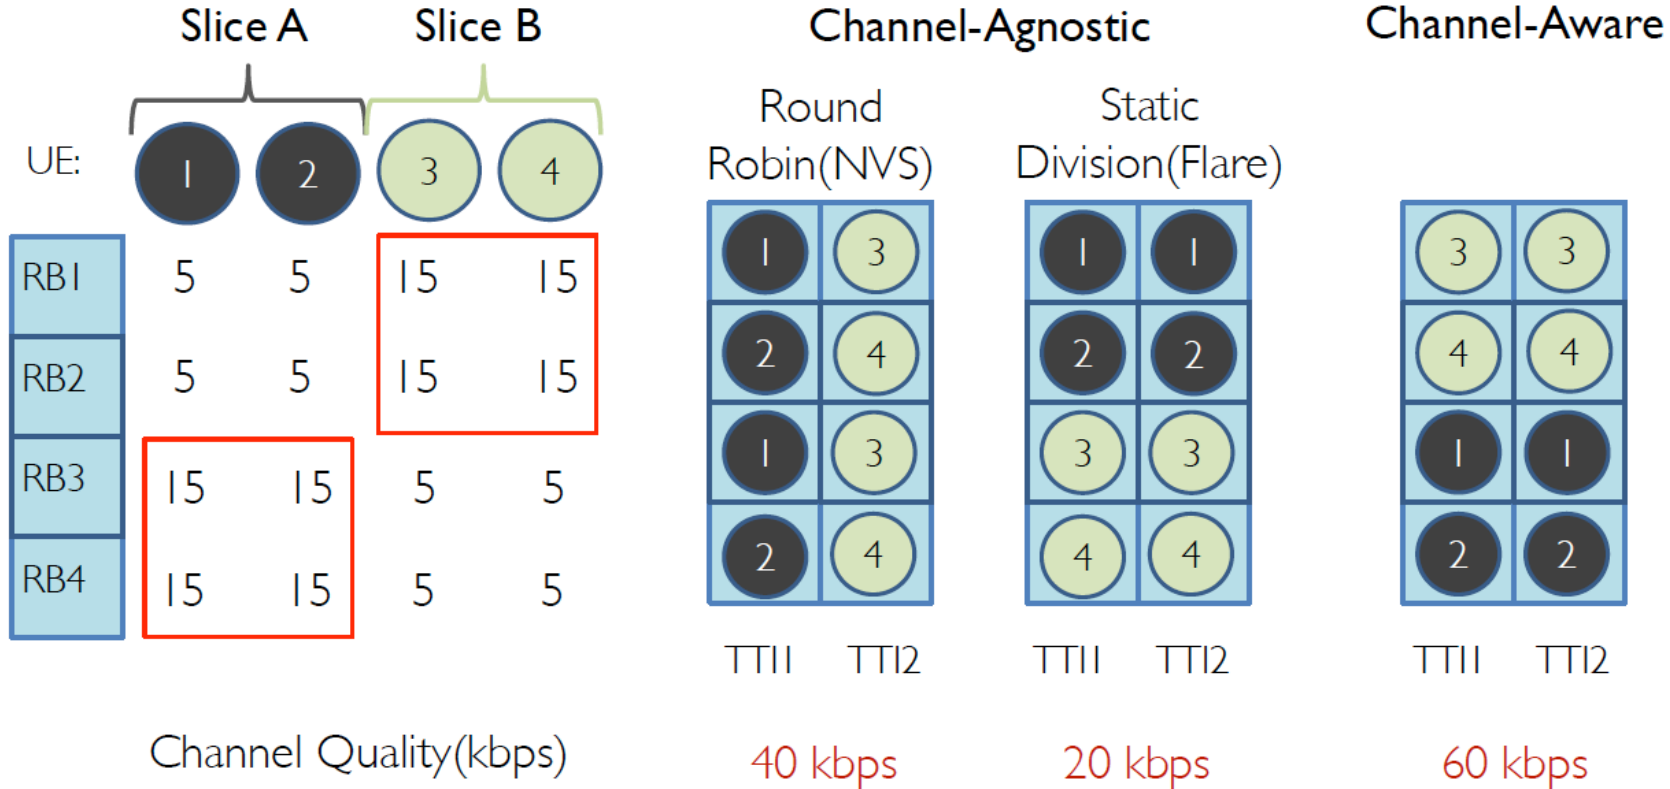 Slice A Slice B Channel-Agnostic Channel-Aware
Round Robin(NVS)
Static Division(Flare)
UE: 1 2 3 4
RB1 5 5 15 15
RB2 5 5 15 15
RB3 15 15 5 5
RB4 15 15 5 5
1 3 1 1 3 3
2 4 2 2 4 4
1 3 3 3 1 1
2 4 4 4 2 2
TTI1 TTI2 TTI1 TTI2 TTI1 TTI2
Channel Quality(kbps) 40 kbps 20 kbps 60 kbps